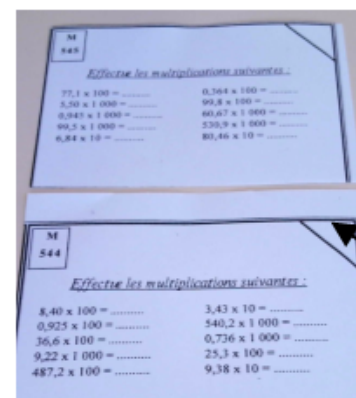 M
545
Effectue les multiplications suivantes :
77,1 x 100 = ..........
5,50 x 1 000 = ..........
0,945 x 1 000 = ..........
99,5 x 1 000 = ..........
6,84 x 10 = ..........
0,364 x 100 = ..........
99,8 x 100 = ..........
60,67 x 1 000 = ..........
530,9 x 1 000 = ..........
80,46 x 10 = ..........
M
544
Effectue les multiplications suivantes :
8,40 x 100 = ..........
0,925 x 100 = ..........
36,6 x 100 = ..........
9,22 x 1 000 = ..........
487,2 x 100 = ..........
3,43 x 10 = ..........
540,2 x 1 000 = ..........
0,736 x 1 000 = ..........
25,3 x 100 = ..........
9,38 x 10 = ..........